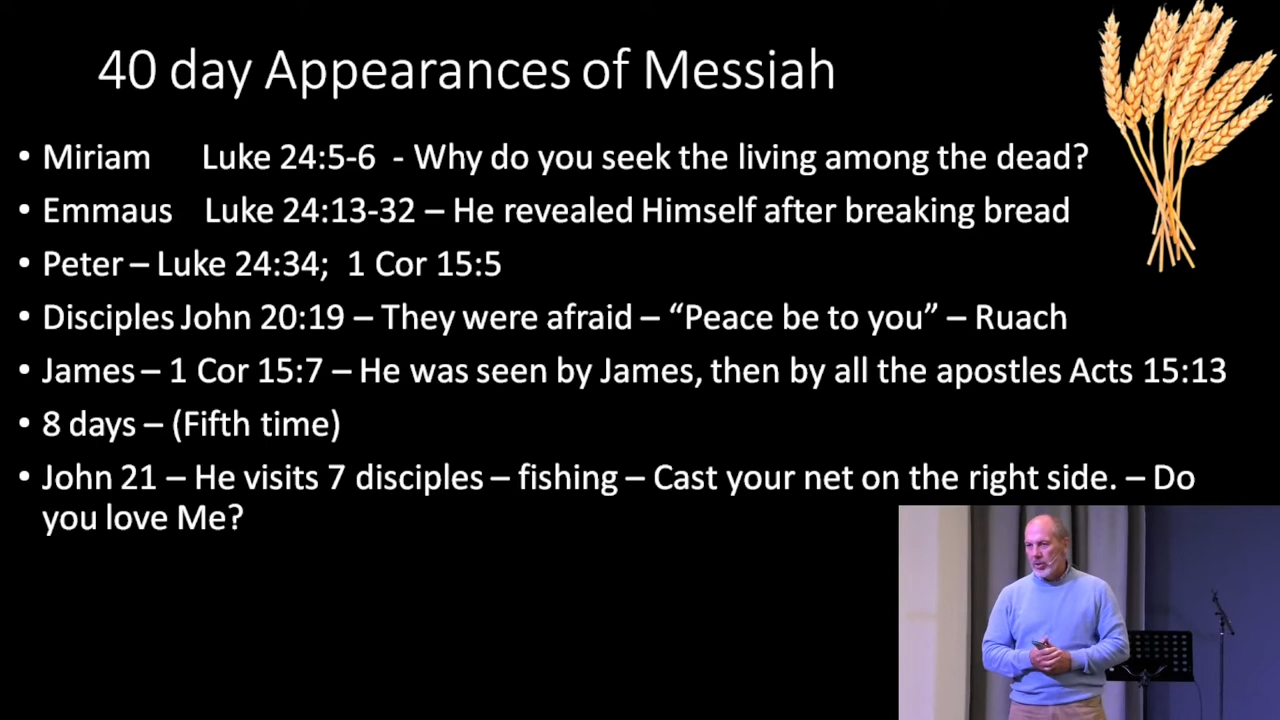 40 day Appearances of Messiah
• Miriam Luke 24:5-6 - Why do you seek the living among the dead?
• Emmaus Luke 24:13-32 – He revealed Himself after breaking bread
• Peter – Luke 24:34; 1 Cor 15:5
• Disciples John 20:19 – They were afraid – “Peace be to you” – Ruach
• James – 1 Cor 15:7 – He was seen by James, then by all the apostles Acts 15:13
• 8 days – (Fifth time)
• John 21 – He visits 7 disciples – fishing – Cast your net on the right side. – Do
you love Me?